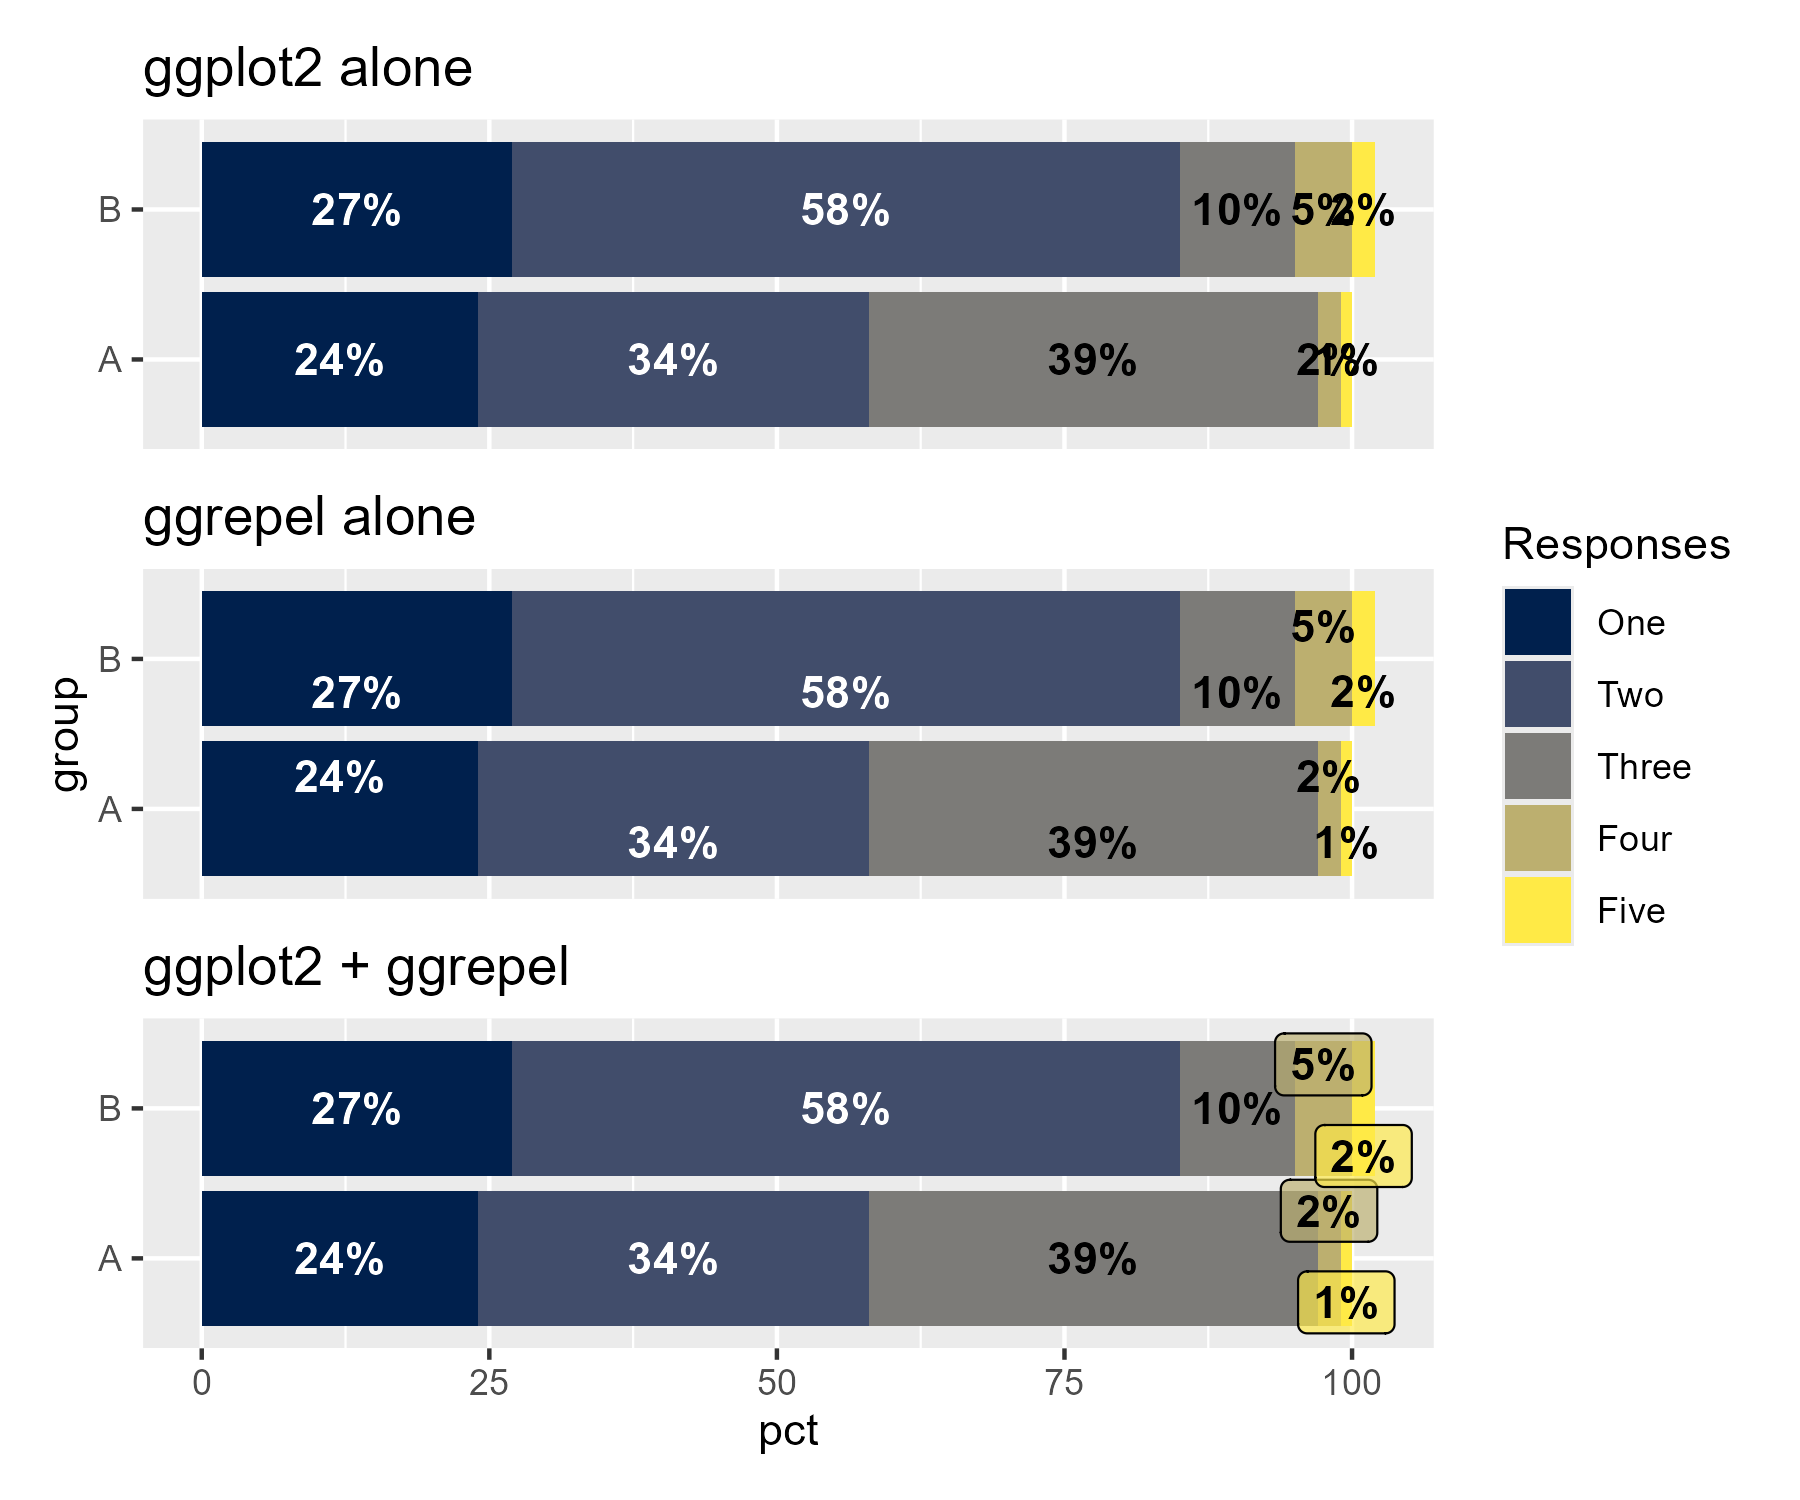 ggplot2 alone
B
27% 58% 10% 5% 2%
A
24% 34% 39% 2% 1%
ggrepel alone
group
B
27% 58% 10% 5% 2%
A
24% 34% 39% 2% 1%
Responses
One
Two
Three
Four
Five
ggplot2 + ggrepel
B
27% 58% 10% 5% 2%
A
24% 34% 39% 2% 1%
0 25 50 75 100
pct